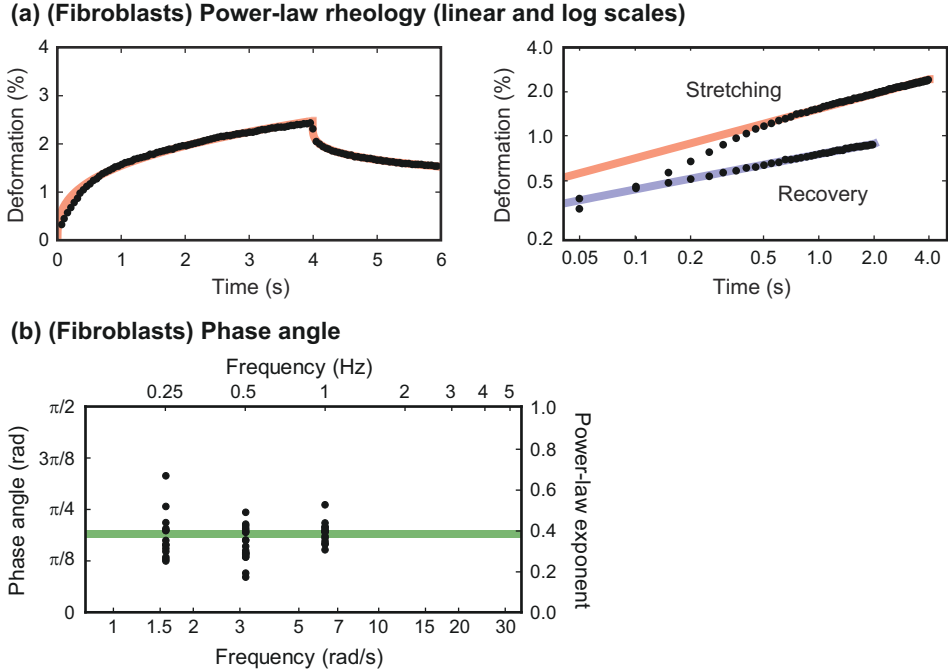 (a) (Fibroblasts) Power-law rheology (linear and log scales)
Deformation (%)
4
3
2
1
0
0 1 2 3 4 5 6
Time (s)
Deformation (%)
4.0
2.0
1.0
0.5
0.2
Stretching
Recovery
0.05 0.1 0.2 0.5 1.0 2.0 4.0
Time (s)
(b) (Fibroblasts) Phase angle
Frequency (Hz)
0.25 0.5 1 2 3 4 5
Phase angle (rad)
π/2
3π/8
π/4
π/8
0
1.0
0.8
0.6
0.4
0.2
0.0
Power-law exponent
1 1.5 2 3 5 7 10 15 20 30
Frequency (rad/s)